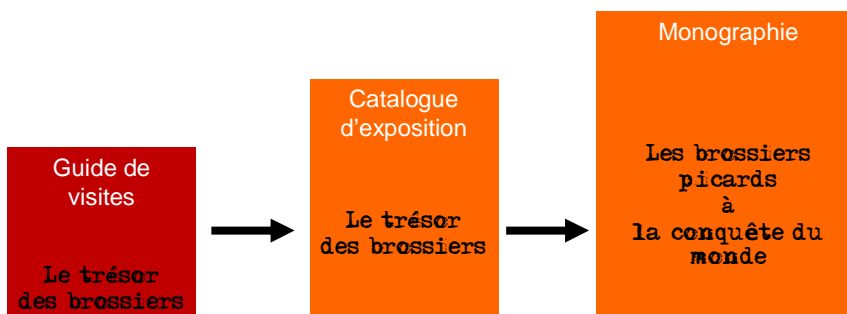 Guide de
visites
Le trésor
des brossiers
Catalogue
d'exposition
Le trésor
des brossiers
Monographie
Les brossiers
picards
à
la conquête du
monde